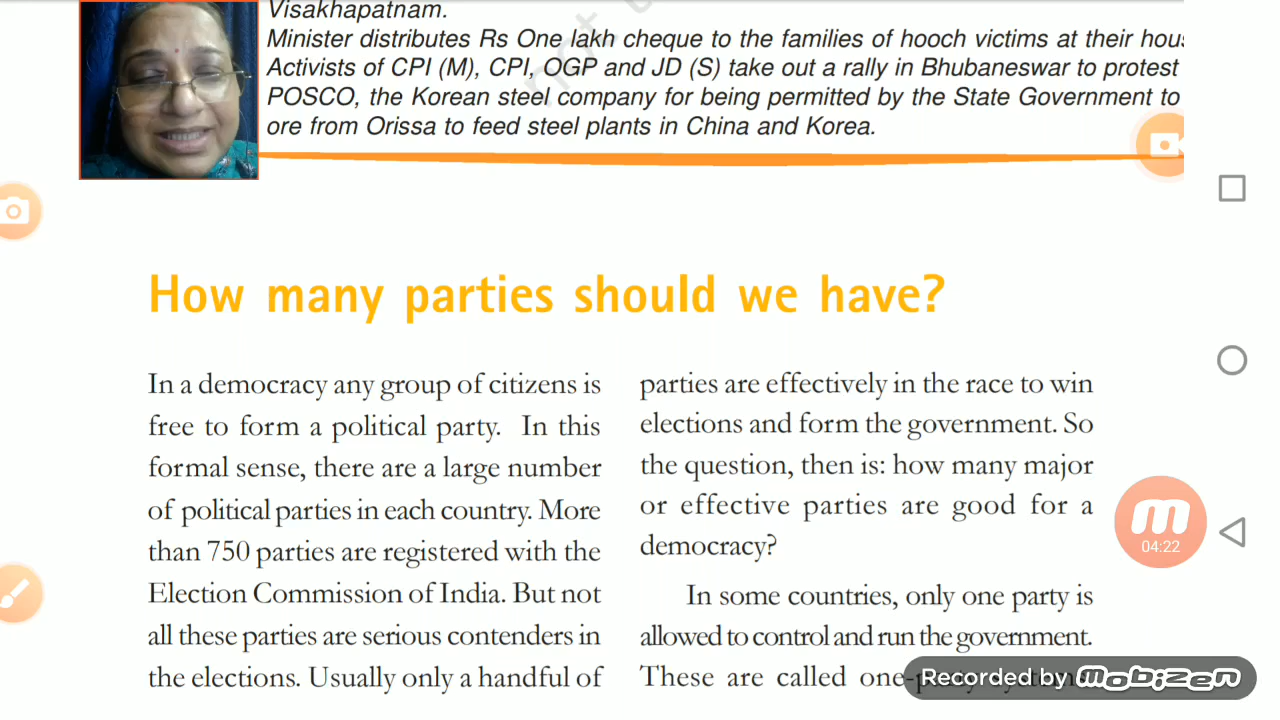 Visakhapatnam.
Minister distributes Rs One lakh cheque to the families of hooch victims at their
Activists of CPI (M), CPI, OGP and JD (S) take out a rally in Bhubaneswar to protest
POSCO, the Korean steel company for being permitted by the State Government to
ore from Orissa to feed steel plants in China and Korea.
not
How many parties should we have?
In a democracy any group of citizens is
free to form a political party. In this
formal sense, there are a large number
of political parties in each country. More
than 750 parties are registered with the
Election Commission of India. But not
all these parties are serious contenders in
the elections. Usually only a handful of
parties are effectively in the race to win
elections and form the government. So
the question, then is: how many major
or effective parties are good for a
democracy?
In some countries, only one party is
allowed to control and run the government.
These are called
04:22
Recorded by mobizen